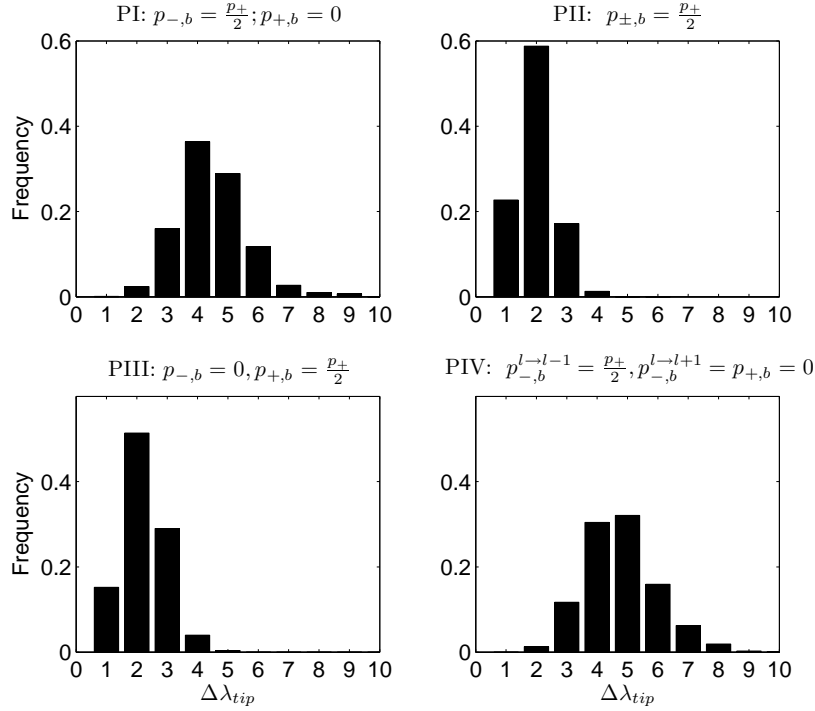 PI: $p_{-,b} = \frac{p_+}{2}; p_{+,b} = 0$
PII: $p_{\pm,b} = \frac{p_+}{2}$
Frequency
0.6
0.4
0.2
0
0 1 2 3 4 5 6 7 8 9 10
0.6
0.4
0.2
0
0 1 2 3 4 5 6 7 8 9 10
PIII: $p_{-,b} = 0, p_{+,b} = \frac{p_+}{2}$
PIV: $p_{-,b}^{l \to l-1} = \frac{p_+}{2}, p_{-,b}^{l \to l+1} = p_{+,b} = 0$
Frequency
0.4
0.2
0
0 1 2 3 4 5 6 7 8 9 10
$\Delta\lambda_{tip}$
0.4
0.2
0
0 1 2 3 4 5 6 7 8 9 10
$\Delta\lambda_{tip}$